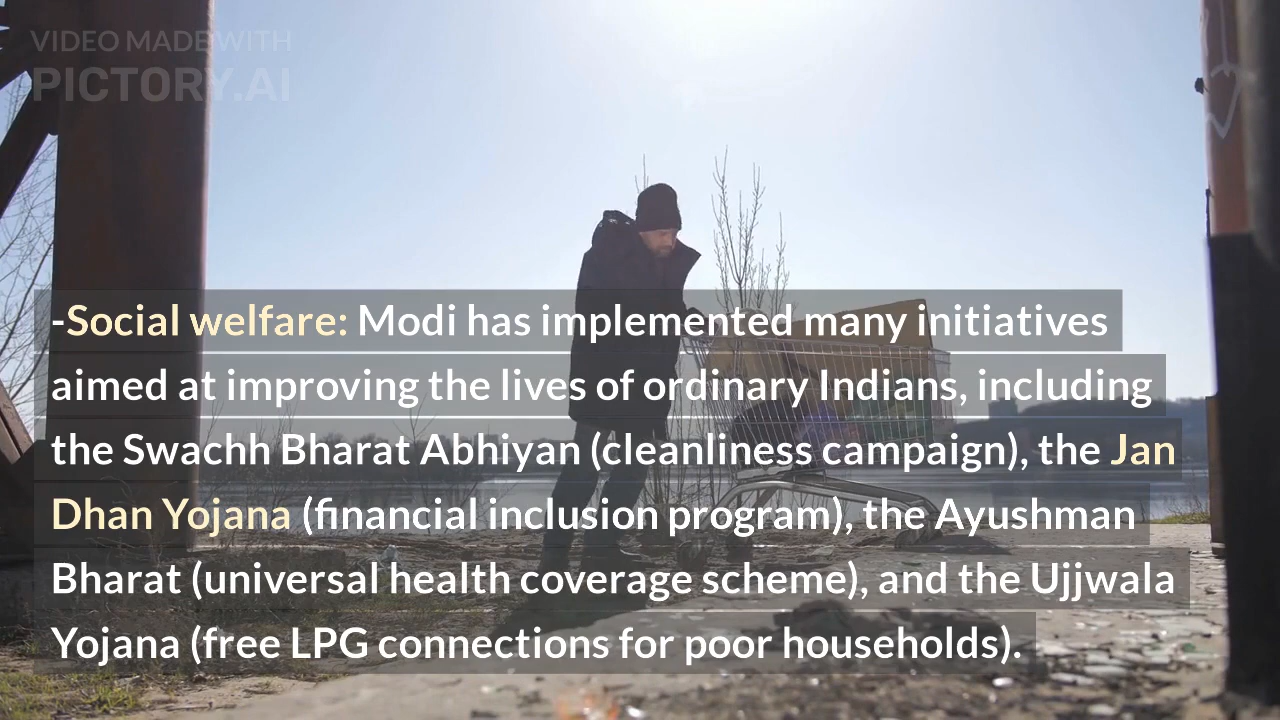 VIDEO MADE WITH
PICTORY.AI
-Social welfare: Modi has implemented many initiatives
aimed at improving the lives of ordinary Indians, including
the Swachh Bharat Abhiyan (cleanliness campaign), the Jan
Dhan Yojana (financial inclusion program), the Ayushman
Bharat (universal health coverage scheme), and the Ujjwala
Yojana (free LPG connections for poor households).